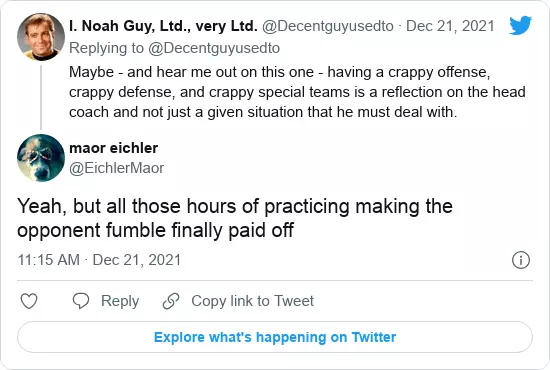 I. Noah Guy, Ltd., very Ltd. @Decentguyusedto · Dec 21, 2021
Replying to @Decentguyusedto
Maybe - and hear me out on this one - having a crappy offense,
crappy defense, and crappy special teams is a reflection on the head
coach and not just a given situation that he must deal with.
maor eichler
@EichlerMaor
Yeah, but all those hours of practicing making the
opponent fumble finally paid off
11:15 AM · Dec 21, 2021
Reply
Copy link to Tweet
Explore what's happening on Twitter